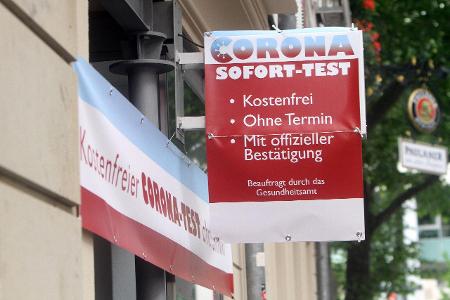 CORONA
SOFORT-TEST
• Kostenfrei
• Ohne Termin
• Mit offizieller
Bestätigung
Beauftragt durch das
Gesundheitsamt
Kostenfreier CORONA-TEST
PAULANER